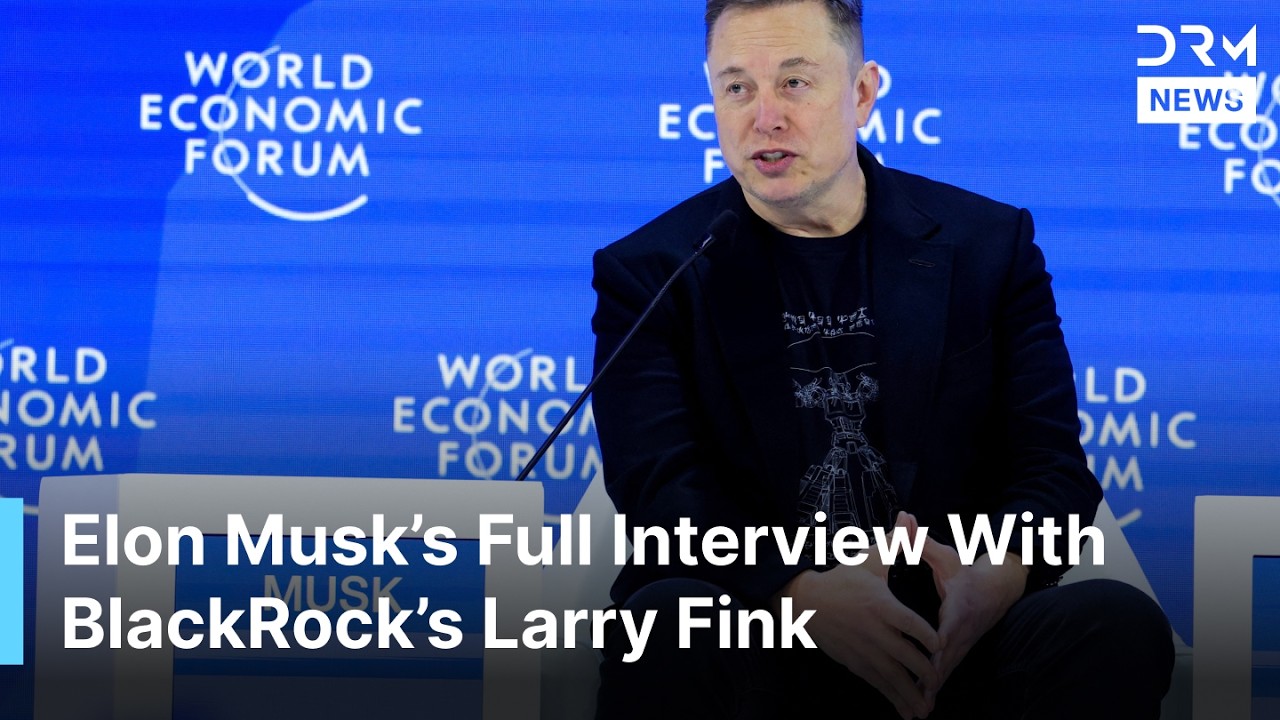 DRM
NEWS
WORLD
ECONOMIC
FORUM
WORLD
ECONOMIC
FORUM
MUSK
Elon Musk’s Full Interview With
BlackRock’s Larry Fink